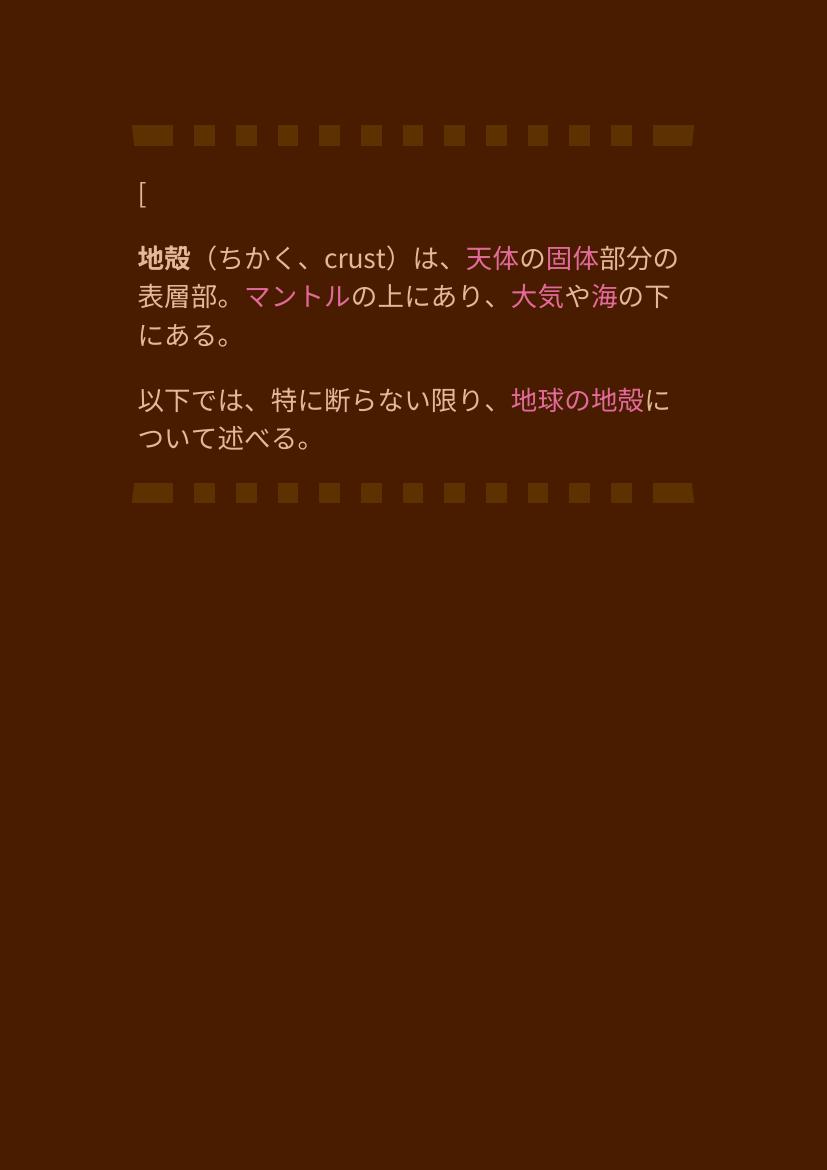 [
地殻（ちかく、crust）は、天体の固体部分の
表層部。マントルの上にあり、大気や海の下
にある。
以下では、特に断らない限り、地球の地殻に
ついて述べる。